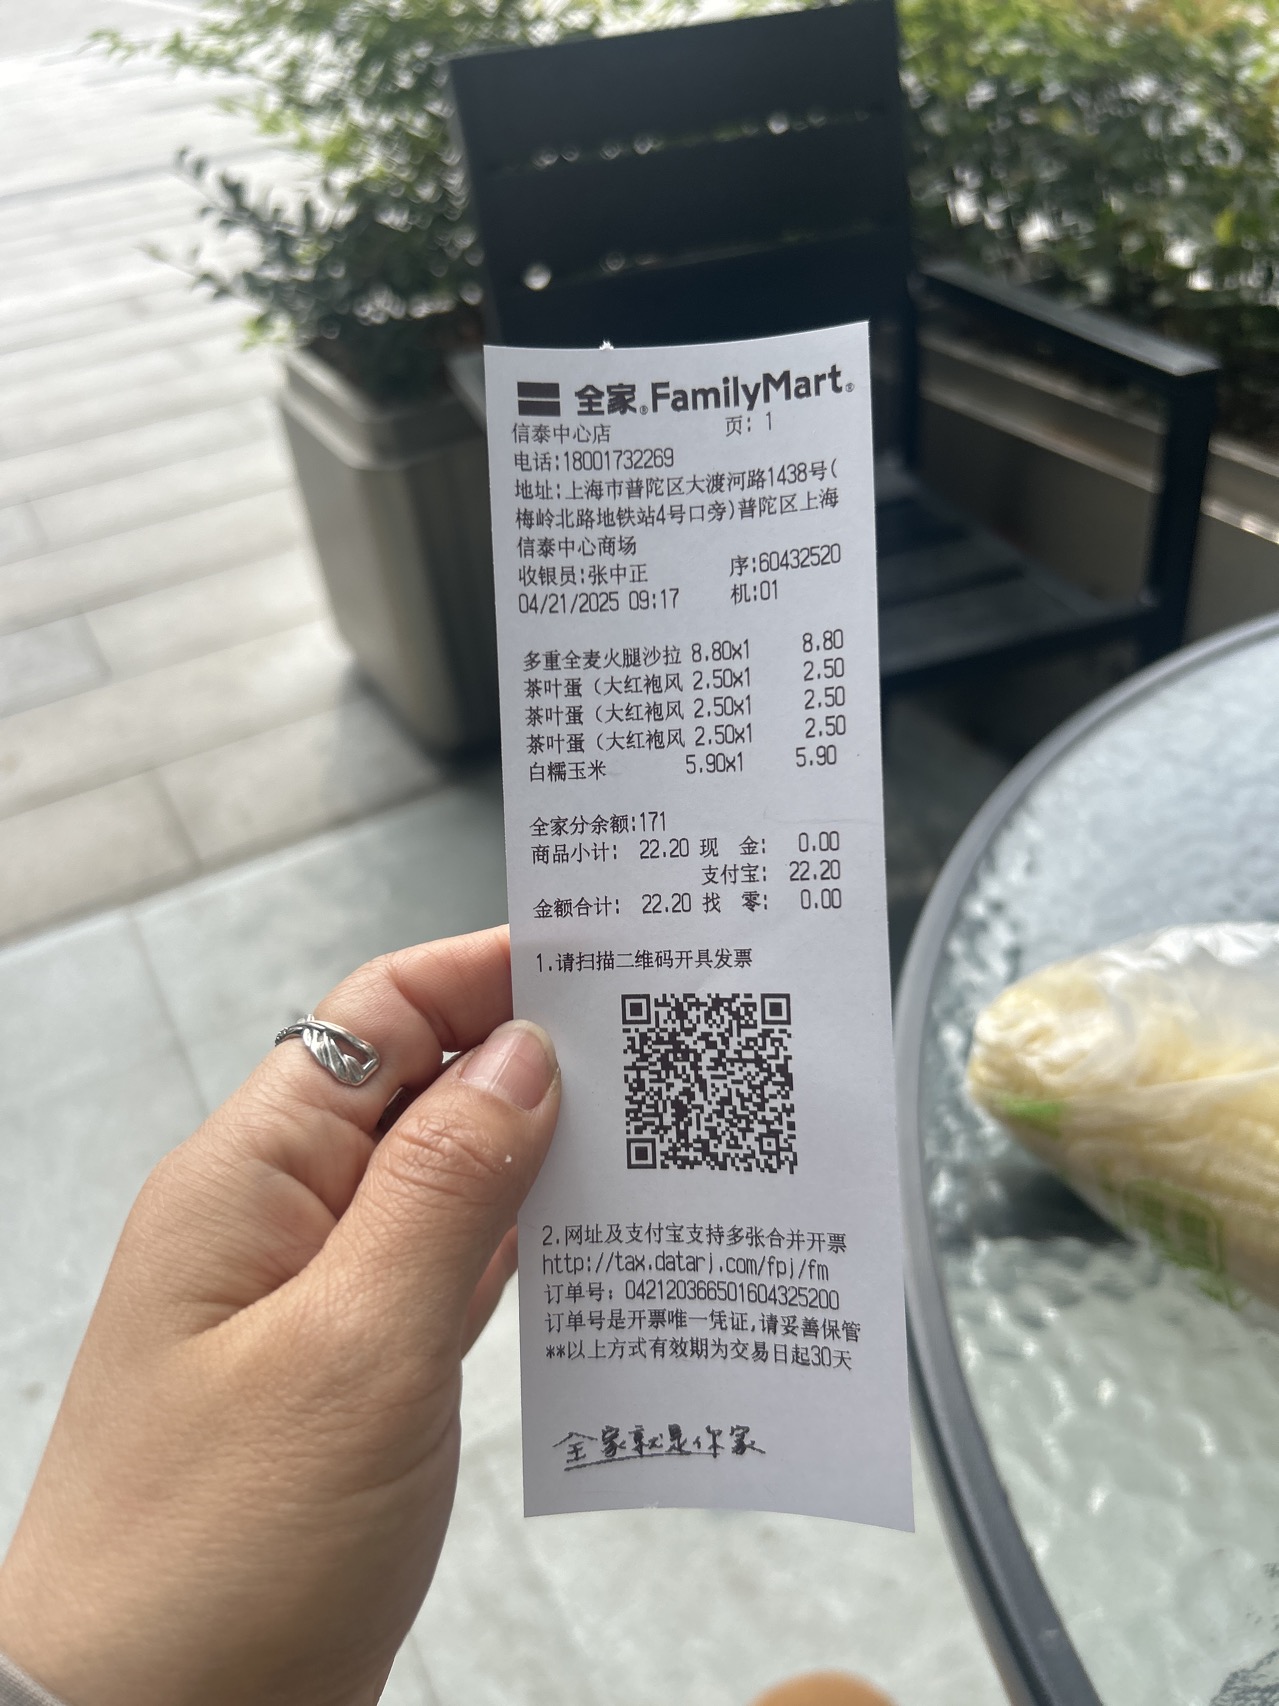 全家®FamilyMart®
信泰中心店 页: 1
电话:18001732269
地址:上海市普陀区大渡河路1438号(
梅岭北路地铁站4号口旁)普陀区上海
信泰中心商场
收银员:张中正 序:60432520
04/21/2025 09:17 机:01
多重全麦火腿沙拉 8.80x1 8.80
茶叶蛋（大红袍风 2.50x1 2.50
茶叶蛋（大红袍风 2.50x1 2.50
茶叶蛋（大红袍风 2.50x1 2.50
白糯玉米 5.90x1 5.90
全家分余额:171
商品小计: 22.20 现 金: 0.00
支付宝: 22.20
金额合计: 22.20 找 零: 0.00
1.请扫描二维码开具发票
2.网址及支付宝支持多张合并开票
http://tax.datarj.com/fpj/fm
订单号: 042120366501604325200
订单号是开票唯一凭证,请妥善保管
**以上方式有效期为交易日起30天
全家就是你家